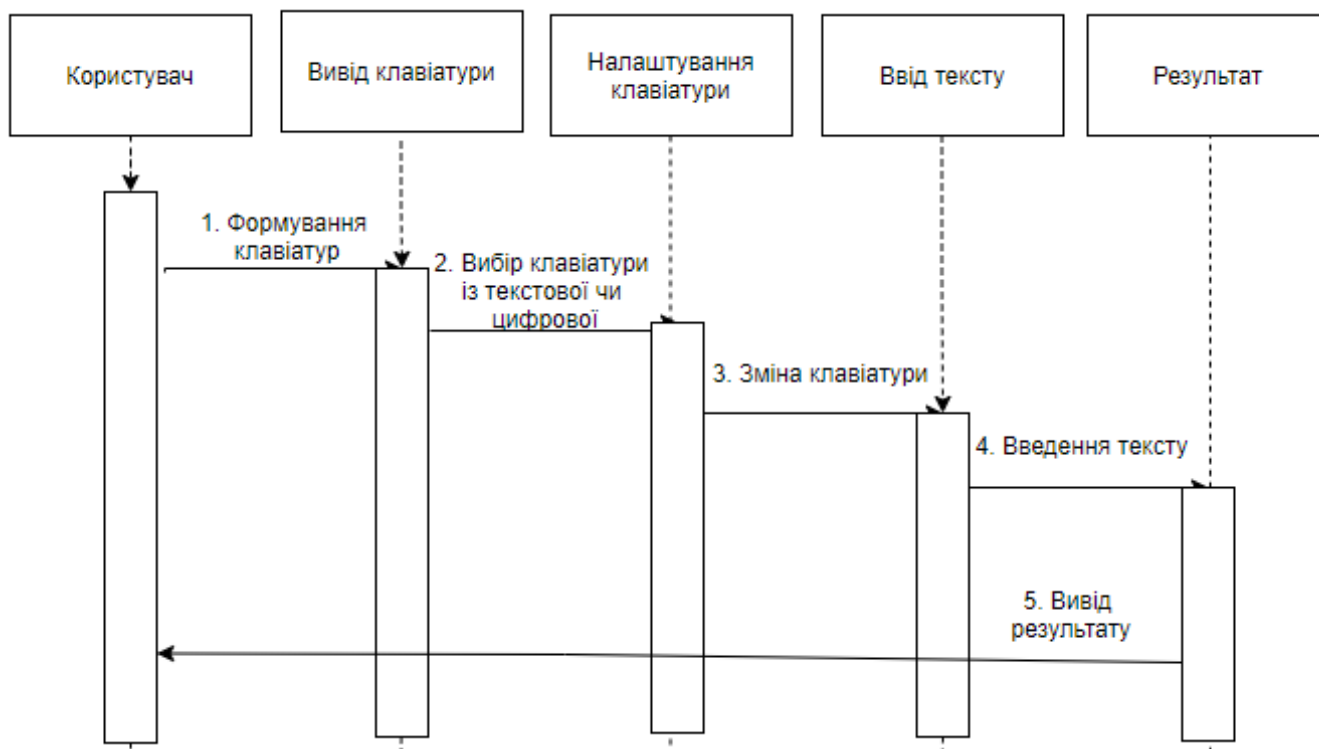 Користувач
Вивід клавіатури
Налаштування
клавіатури
Ввід тексту
Результат
1. Формування
клавіатур
2. Вибір клавіатури
із текстової чи
цифрової
3. Зміна клавіатури
4. Введення тексту
5. Вивід
результату